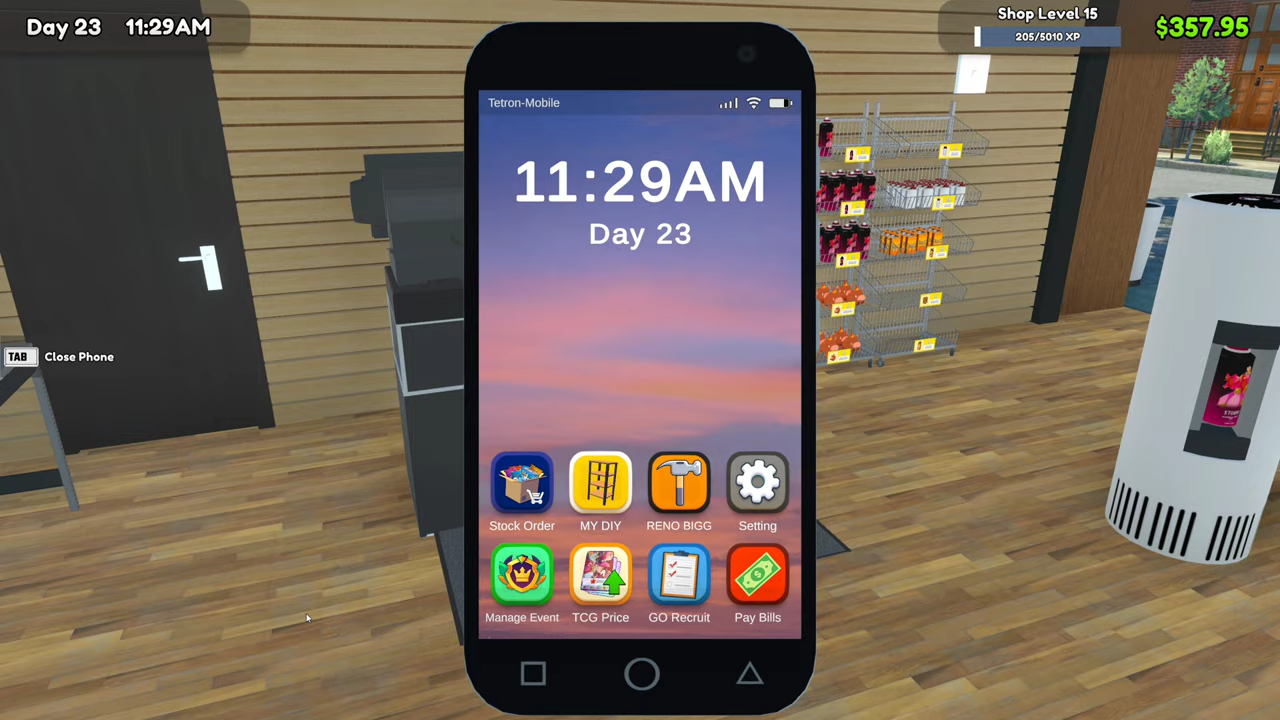 Day 23 11:29AM
Shop Level 15
205/5010 XP
$357.95
Tetron-Mobile
11:29AM
Day 23
TAB Close Phone
Stock Order MY DIY RENO BIGG Setting
Manage Event TCG Price GO Recruit Pay Bills